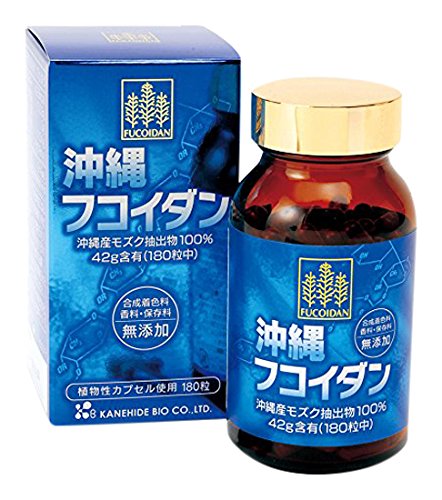 FUCOIDAN
沖縄
フコイダン
沖縄産モズク抽出物100%
42g含有(180粒中)
合成着色料
香料・保存料
無添加
植物性カプセル使用 180粒
KANEHIDE BIO CO.,LTD.
FUCOIDAN
沖縄
フコイダン
合成着色料
香料・保存料
無添加
沖縄産モズク抽出物100%
42g含有(180粒中)